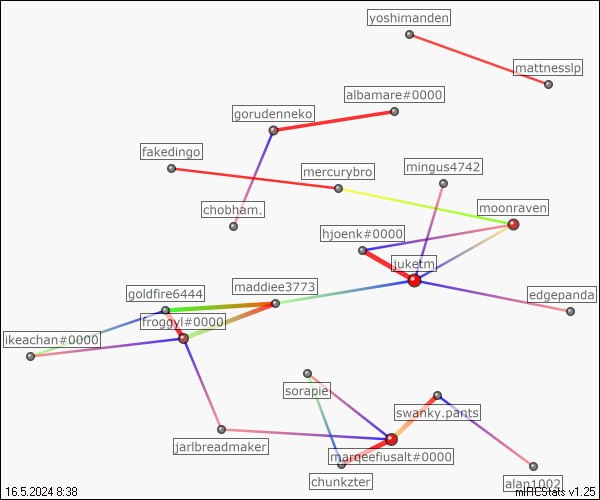 yoshimanden
mattnesslp
albamare#0000
gorudenneko
fakedingo
mingus4742
mercurybro
moonraven
chobham.
hjoenk#0000
juketm
maddiee3773
goldfire6444
edgepanda
froggyl#0000
ikeachan#0000
sorapie
swanky.pants
jarlbreadmaker
marqeefiusalt#0000
chunkzter
alan1002
16.5.2024 8:38
mIRCStats v1.25